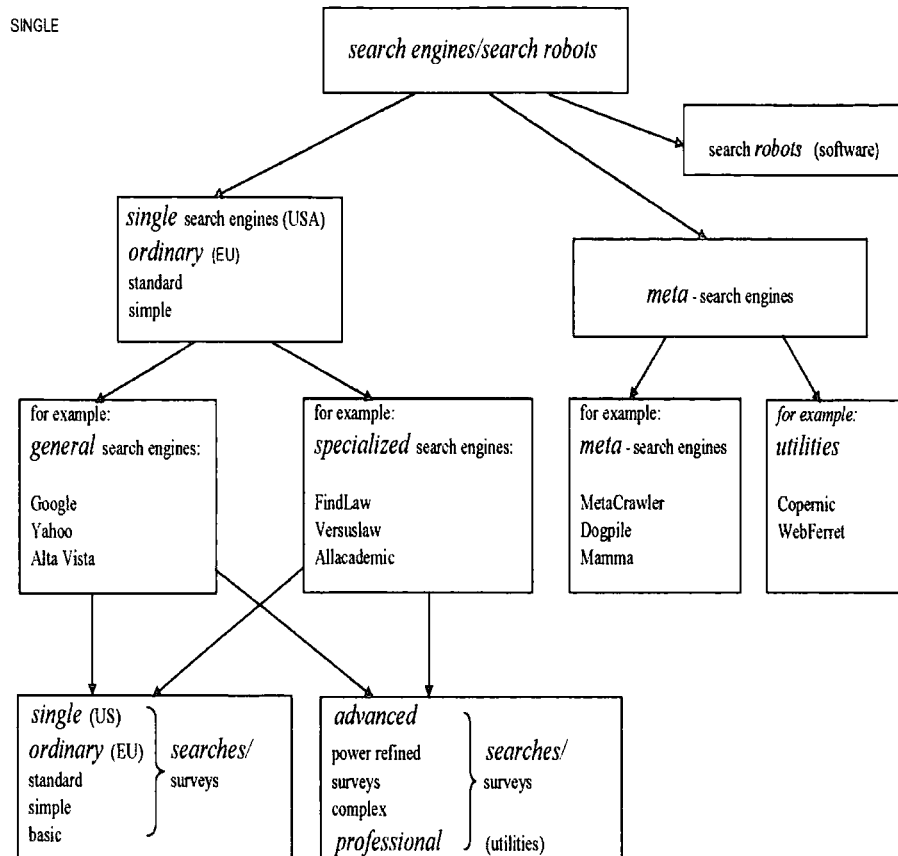 SINGLE
search engines/search robots
search robots (software)
single search engines (USA)
ordinary (EU)
standard
simple
meta - search engines
for example:
general search engines:
Google
Yahoo
Alta Vista
for example:
specialized search engines:
FindLaw
Versuslaw
Allacademic
for example:
meta - search engines
MetaCrawler
Dogpile
Mamma
for example:
utilities
Copernic
WebFerret
single (US)
ordinary (EU)
standard
simple
basic
searches/
surveys
advanced
power refined
surveys
complex
professional
searches/
surveys
(utilities)